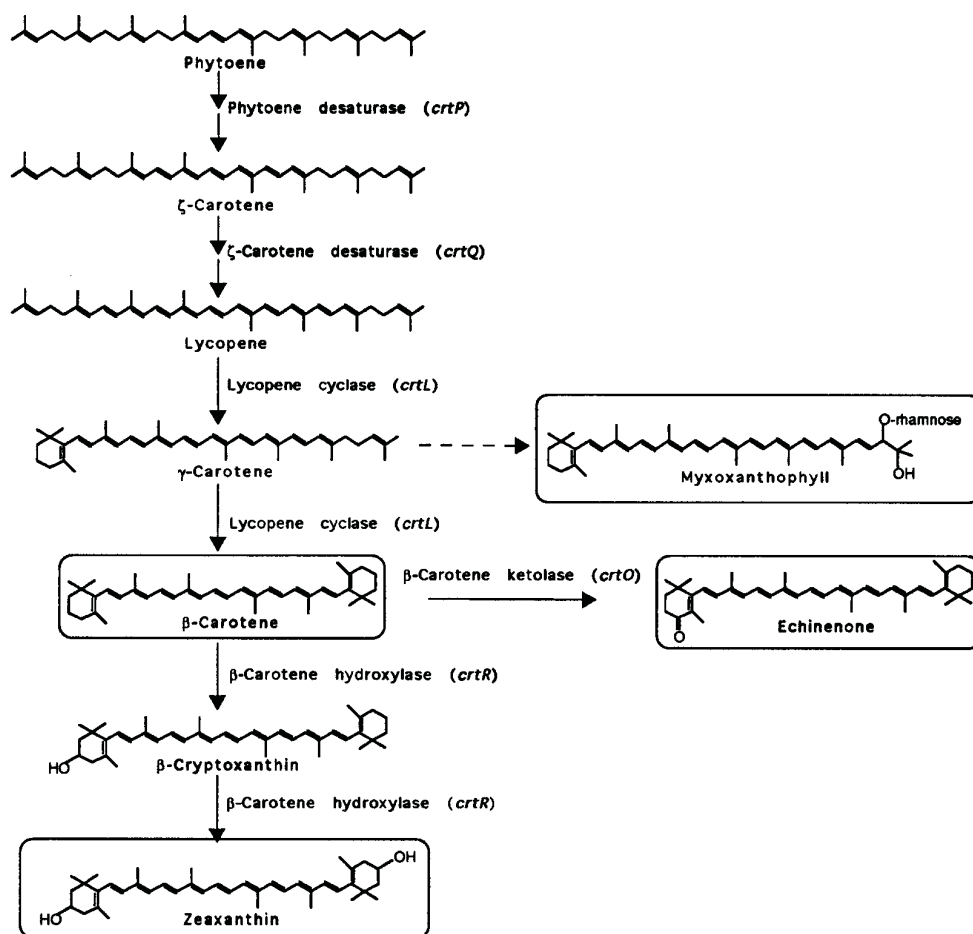 Phytoene
Phytoene desaturase (crtP)
ζ-Carotene
ζ-Carotene desaturase (crtQ)
Lycopene
Lycopene cyclase (crtL)
γ-Carotene
O-rhamnose
Myxoxanthophyll
OH
Lycopene cyclase (crtL)
β-Carotene
β-Carotene ketolase (crtO)
O
Echinenone
β-Carotene hydroxylase (crtR)
HO
β-Cryptoxanthin
β-Carotene hydroxylase (crtR)
OH
HO
Zeaxanthin